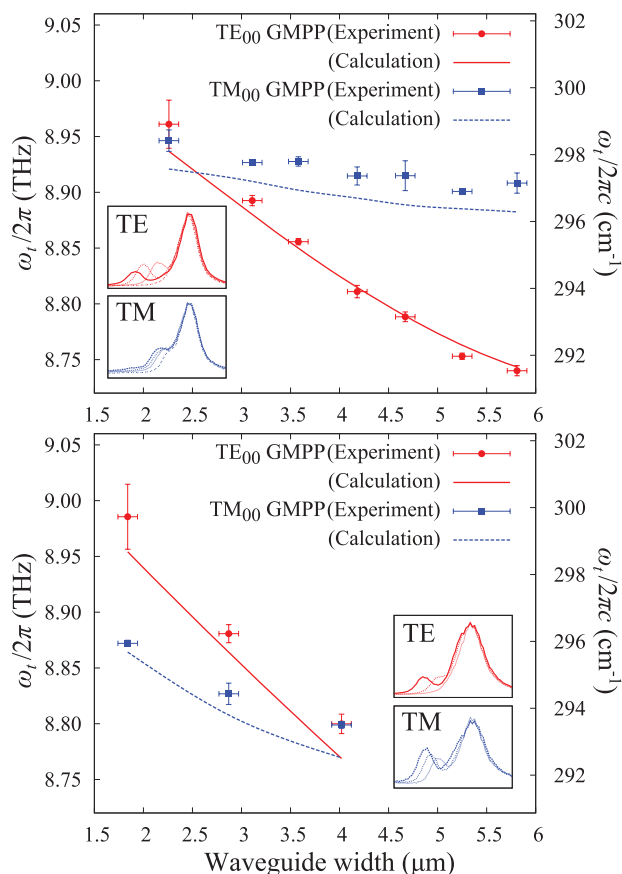 9.05
9.00
8.95
8.90
8.85
8.80
8.75
ω_t/2π (THz)
TE₀₀ GMPP(Experiment)
(Calculation)
TM₀₀ GMPP(Experiment)
(Calculation)
TE
TM
302
300
298
296
294
292
ω_t/2πc (cm⁻¹)
1.5 2 2.5 3 3.5 4 4.5 5 5.5 6
9.05
9.00
8.95
8.90
8.85
8.80
8.75
ω_t/2π (THz)
TE₀₀ GMPP(Experiment)
(Calculation)
TM₀₀ GMPP(Experiment)
(Calculation)
TE
TM
302
300
298
296
294
292
ω_t/2πc (cm⁻¹)
1.5 2 2.5 3 3.5 4 4.5 5 5.5 6
Waveguide width (μm)